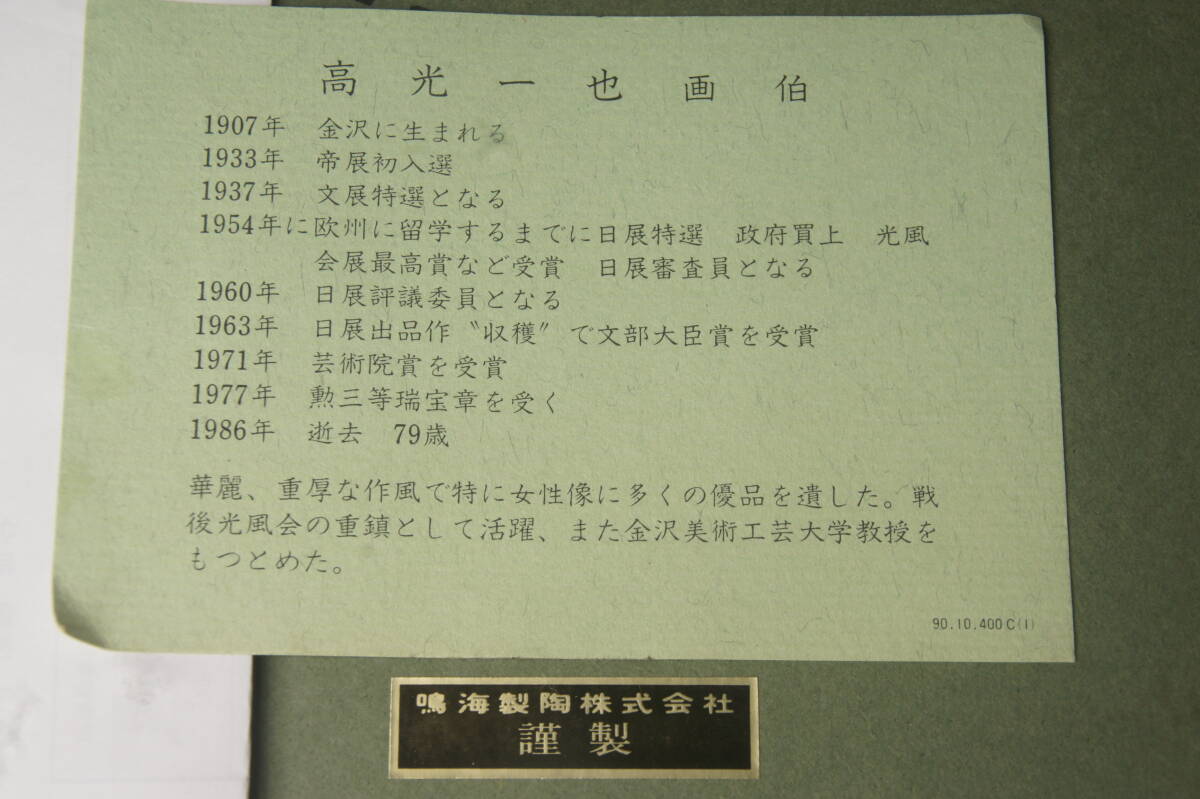 高光一也画伯
1907年 金沢に生まれる
1933年 帝展初入選
1937年 文展特選となる
1954年に欧州に留学するまでに日展特選 政府買上 光風
会展最高賞など受賞 日展審査員となる
1960年 日展評議委員となる
1963年 日展出品作〝収穫〞で文部大臣賞を受賞
1971年 芸術院賞を受賞
1977年 勲三等瑞宝章を受く
1986年 逝去 79歳
華麗、重厚な作風で特に女性像に多くの優品を遺した。戦
後光風会の重鎮として活躍、また金沢美術工芸大学教授を
もつとめた。
90.10.400C(1)
鳴海製陶株式会社
謹製